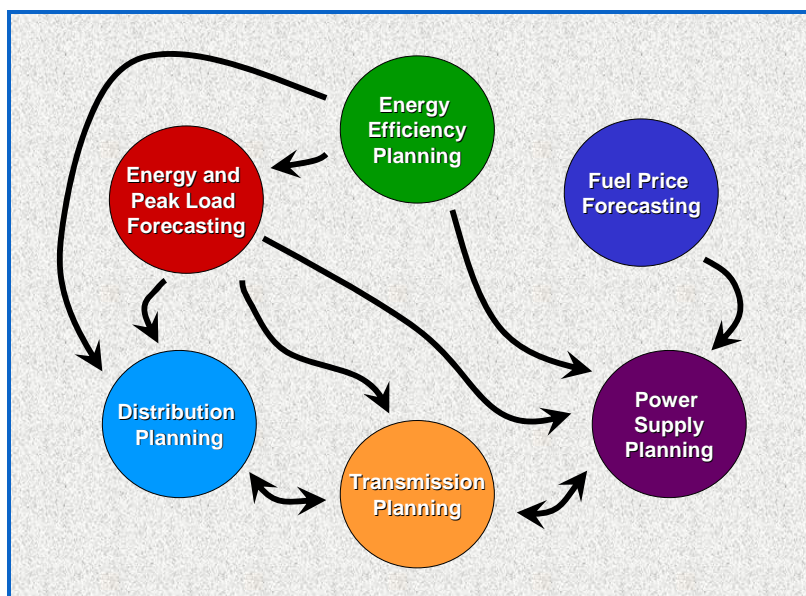 Energy
Efficiency
Planning
Energy and
Peak Load
Forecasting
Fuel Price
Forecasting
Distribution
Planning
Power
Supply
Planning
Transmission
Planning